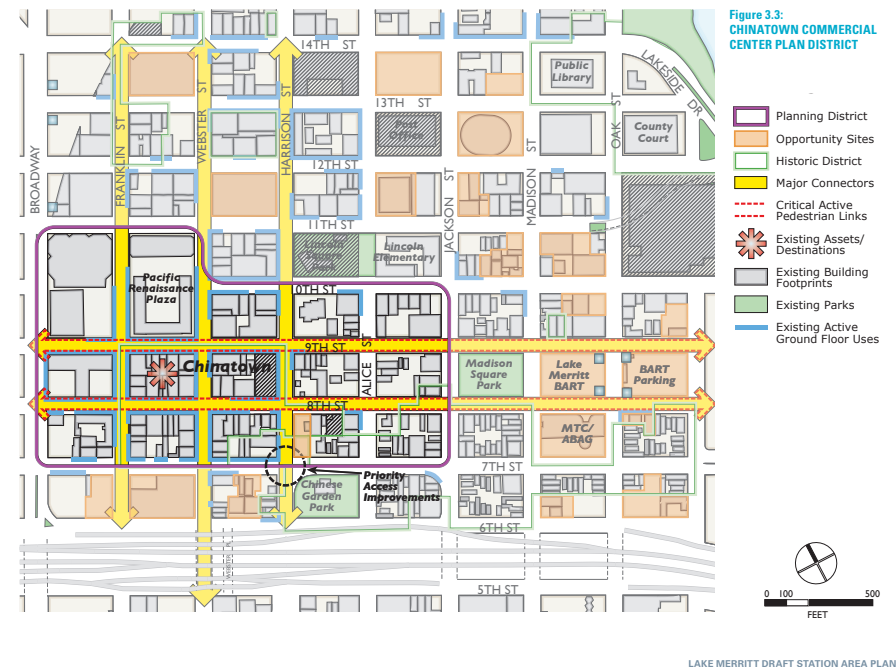 Figure 3.3:
CHINATOWN COMMERCIAL
CENTER PLAN DISTRICT
Planning District
Opportunity Sites
Historic District
Major Connectors
Critical Active
Pedestrian Links
Existing Assets/
Destinations
Existing Building
Footprints
Existing Parks
Existing Active
Ground Floor Uses
0 100 500
FEET
14TH ST
13TH ST
12TH ST
11TH ST
0TH ST
9TH ST
8TH ST
7TH ST
6TH ST
5TH ST
BROADWAY
FRANKLIN ST
WEBSTER ST
HARRISON ST
ALICE ST
JACKSON ST
MADISON ST
OAK ST
LAKESIDE DR
Public
Library
Post
Office
County
Court
Lincoln
Square
Park
Lincoln
Elementary
Pacific
Renaissance
Plaza
Chinatown
Madison
Square
Park
Lake
Merritt
BART
BART
Parking
MTC/
ABAG
Priority
Access
Improvements
Chinese
Garden
Park
LAKE MERRITT DRAFT STATION AREA PLAN